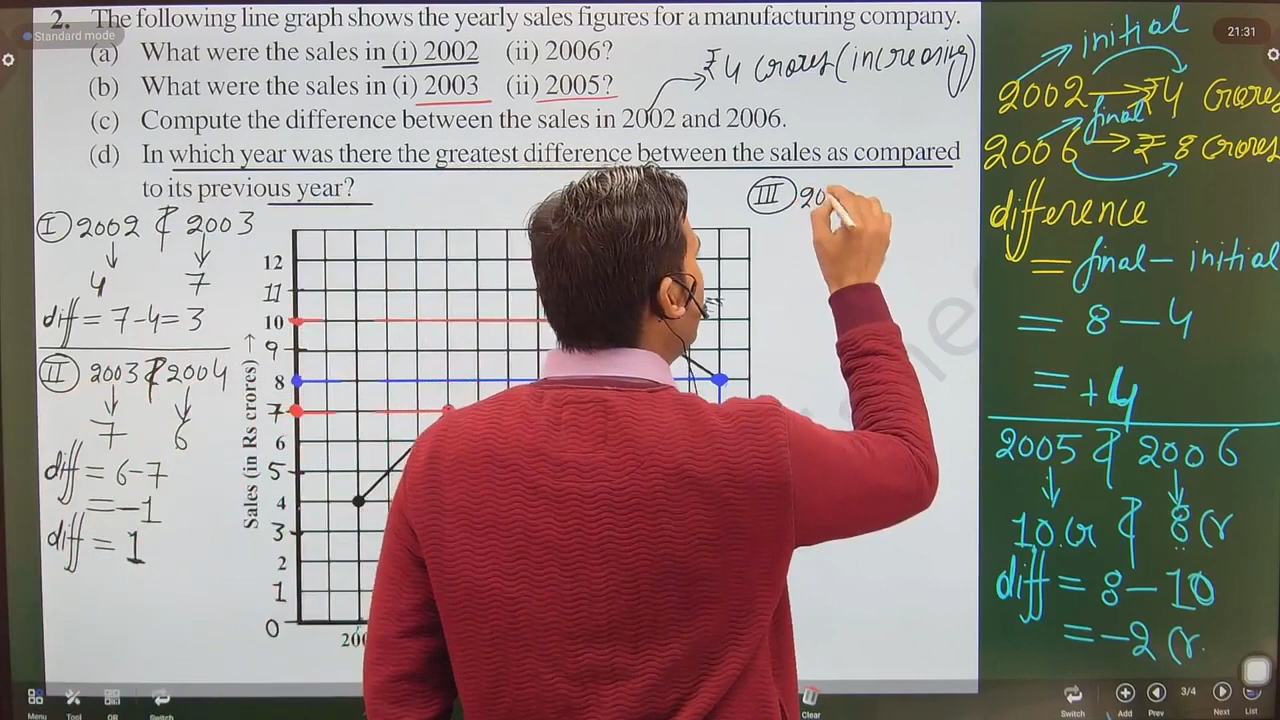 2. The following line graph shows the yearly sales figures for a manufacturing company.
Standard mode
21:31
(a) What were the sales in (i) 2002 (ii) 2006?
(b) What were the sales in (i) 2003 (ii) 2005?
₹4 crores (increasing)
(c) Compute the difference between the sales in 2002 and 2006.
(d) In which year was there the greatest difference between the sales as compared
to its previous year?
I 2002 & 2003
4 7
diff = 7-4=3
II 2003 & 2004
7 6
diff = 6-7
=-1
diff = 1
III 20
12
11
10
9
8
7
6
5
4
3
2
1
0
Sales (in Rs crores) →
200
initial
2002 → ₹4 Crores
final
2006 → ₹ 8 crores
difference
= final - initial
= 8 - 4
= +4
2005 & 2006
10 cr & 8 Cr
diff = 8 - 10
= -2 Cr.
Menu
Tool
QR
Switch
Clear
Switch
Add
Prev
3/4
Next
List